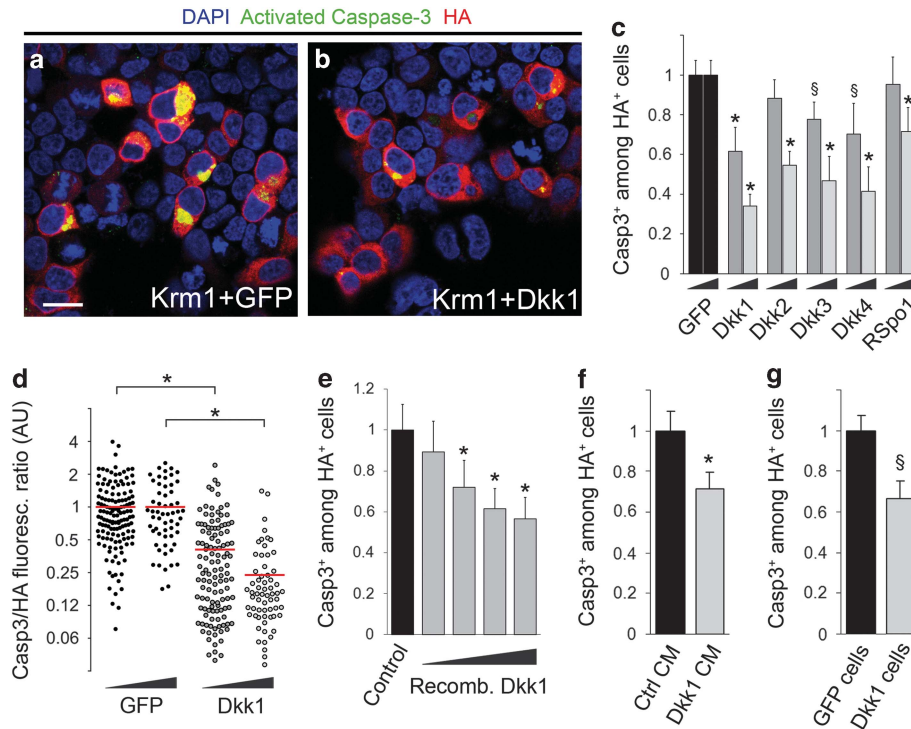 DAPI Activated Caspase-3 HA
a
Krm1+GFP
b
Krm1+Dkk1
c
Casp3+ among HA+ cells
1
0.8
0.6
0.4
0.2
0
* * * § * § * *
GFP
Dkk1
Dkk2
Dkk3
Dkk4
RSpo1
d
Casp3/HA fluoresc. ratio (AU)
4
2
1
0.5
0.25
0.12
0.06
*
*
GFP
Dkk1
e
Casp3+ among HA+ cells
1.2
1
0.8
0.6
0.4
0.2
0
* * *
Control
Recomb. Dkk1
f
Casp3+ among HA+ cells
1
0.8
0.6
0.4
0.2
0
*
Ctrl CM
Dkk1 CM
g
Casp3+ among HA+ cells
1
0.8
0.6
0.4
0.2
0
§
GFP cells
Dkk1 cells